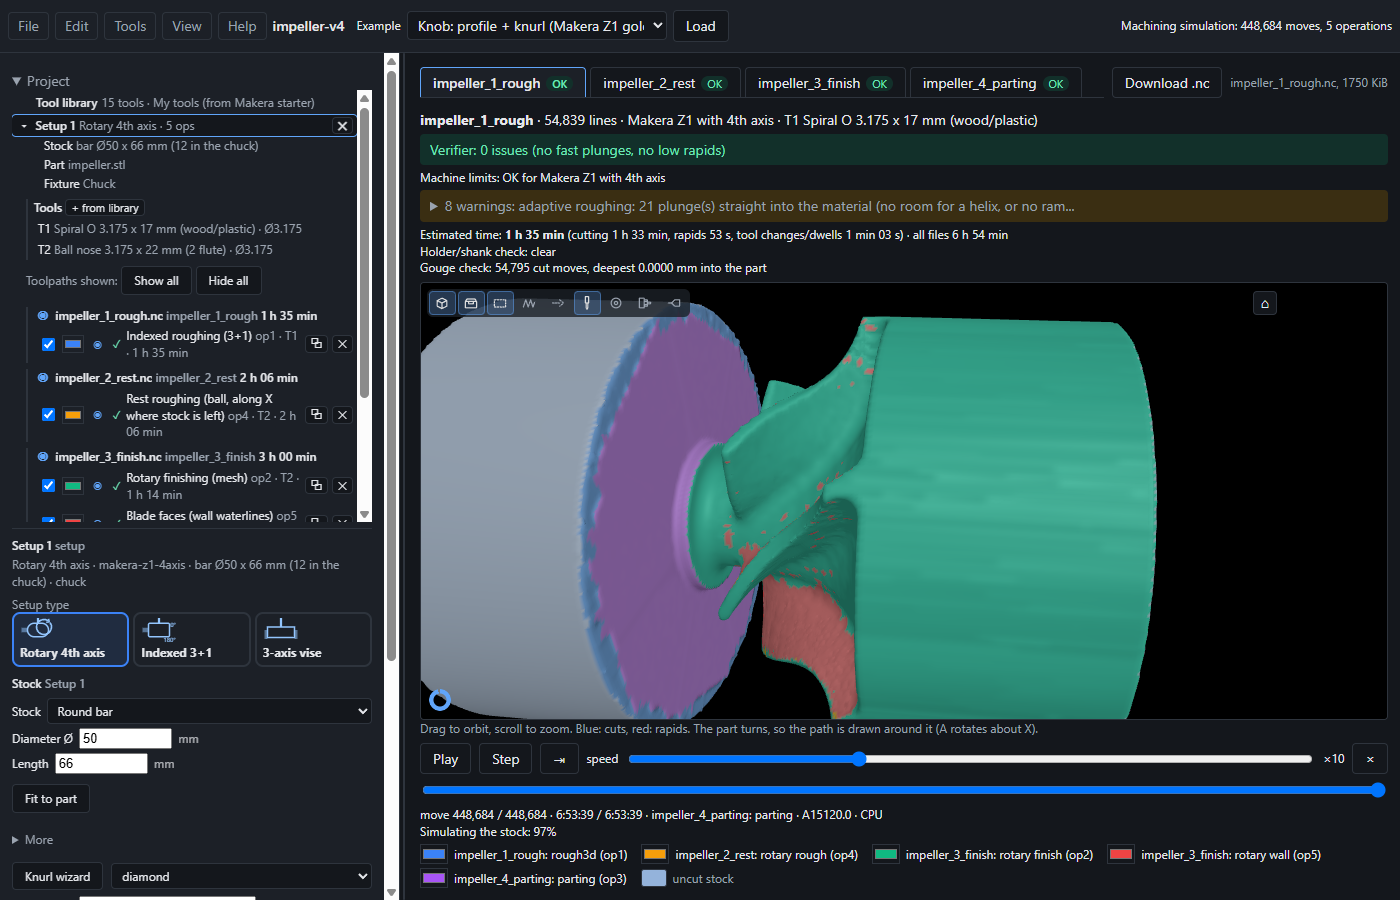 File Edit Tools View Help impeller-v4 Example Knob: profile + knurl (Makera Z1 gol Load Machining simulation: 448,684 moves, 5 operations
Project
Tool library 15 tools · My tools (from Makera starter)
Setup 1 Rotary 4th axis · 5 ops
Stock bar Ø50 x 66 mm (12 in the chuck)
Part impeller.stl
Fixture Chuck
Tools + from library
T1 Spiral O 3.175 x 17 mm (wood/plastic) · Ø3.175
T2 Ball nose 3.175 x 22 mm (2 flute) · Ø3.175
Toolpaths shown: Show all Hide all
impeller_1_rough.nc impeller_1_rough 1 h 35 min
Indexed roughing (3+1) op1 · T1
· 1 h 35 min
impeller_2_rest.nc impeller_2_rest 2 h 06 min
Rest roughing (ball, along X
where stock is left) op4 · T2 · 2 h
06 min
impeller_3_finish.nc impeller_3_finish 3 h 00 min
Rotary finishing (mesh) op2 · T2 ·
1 h 14 min
Blade faces (wall waterlines) op5
Setup 1 setup
Rotary 4th axis · makera-z1-4axis · bar Ø50 x 66 mm (12 in the
chuck) · chuck
Setup type
Rotary 4th axis
Indexed 3+1
3-axis vise
Stock Setup 1
Stock Round bar
Diameter Ø 50 mm
Length 66 mm
Fit to part
More
Knurl wizard diamond
impeller_1_rough OK impeller_2_rest OK impeller_3_finish OK impeller_4_parting OK Download .nc impeller_1_rough.nc, 1750 KiB
impeller_1_rough · 54,839 lines · Makera Z1 with 4th axis · T1 Spiral O 3.175 x 17 mm (wood/plastic)
Verifier: 0 issues (no fast plunges, no low rapids)
Machine limits: OK for Makera Z1 with 4th axis
8 warnings: adaptive roughing: 21 plunge(s) straight into the material (no room for a helix, or no ram...
Estimated time: 1 h 35 min (cutting 1 h 33 min, rapids 53 s, tool changes/dwells 1 min 03 s) · all files 6 h 54 min
Holder/shank check: clear
Gouge check: 54,795 cut moves, deepest 0.0000 mm into the part
Drag to orbit, scroll to zoom. Blue: cuts, red: rapids. The part turns, so the path is drawn around it (A rotates about X).
Play Step speed ×10 ×
move 448,684 / 448,684 · 6:53:39 / 6:53:39 · impeller_4_parting: parting · A15120.0 · CPU
Simulating the stock: 97%
impeller_1_rough: rough3d (op1) impeller_2_rest: rotary rough (op4) impeller_3_finish: rotary finish (op2) impeller_3_finish: rotary wall (op5)
impeller_4_parting: parting (op3) uncut stock